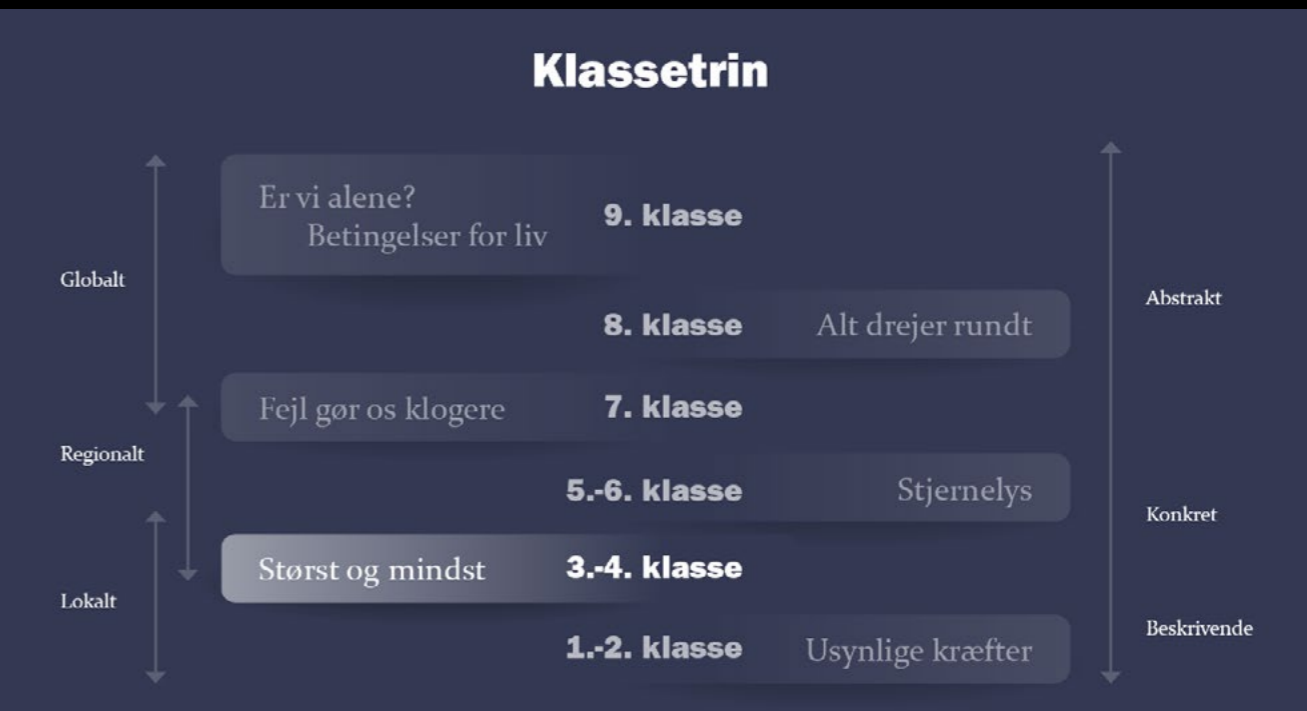 Klassetrin
Er vi alene?
Betingelser for liv
9. klasse
Globalt
Abstrakt
8. klasse
Alt drejer rundt
Fejl gør os klogere
7. klasse
Regionalt
5.-6. klasse
Stjernelys
Konkret
Størst og mindst
3.-4. klasse
Lokalt
Beskrivende
1.-2. klasse
Usynlige kræfter